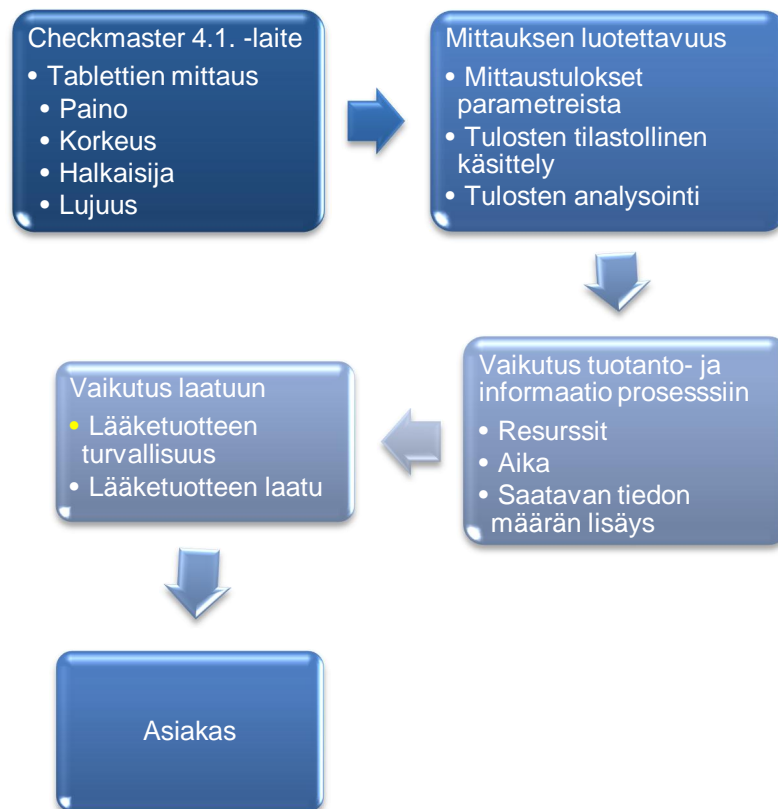 Checkmaster 4.1. -laite
• Tablettien mittaus
• Paino
• Korkeus
• Halkaisija
• Lujuus
Mittauksen luotettavuus
• Mittaustulokset
parametreista
• Tulosten tilastollinen
käsittely
• Tulosten analysointi
Vaikutus tuotanto- ja
informaatio prosesssiin
• Resurssit
• Aika
• Saatavan tiedon
määrän lisäys
Vaikutus laatuun
• Lääketuotteen
turvallisuus
• Lääketuotteen laatu
Asiakas